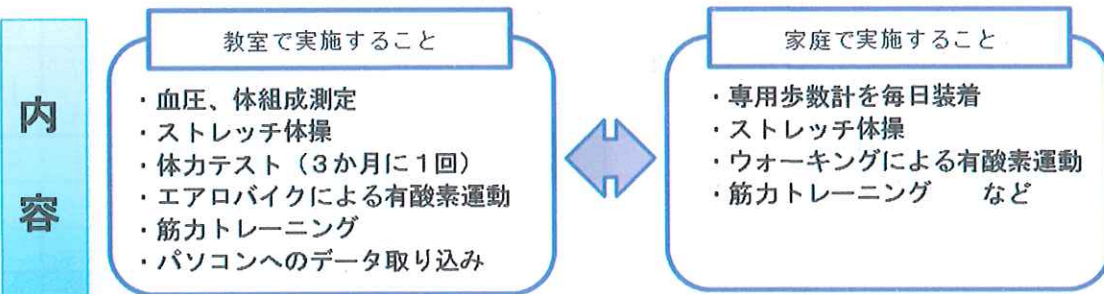 内
容
教室で実施すること
・血圧、体組成測定
・ストレッチ体操
・体力テスト（３か月に１回）
・エアロバイクによる有酸素運動
・筋力トレーニング
・パソコンへのデータ取り込み
家庭で実施すること
・専用歩数計を毎日装着
・ストレッチ体操
・ウォーキングによる有酸素運動
・筋力トレーニング　　など